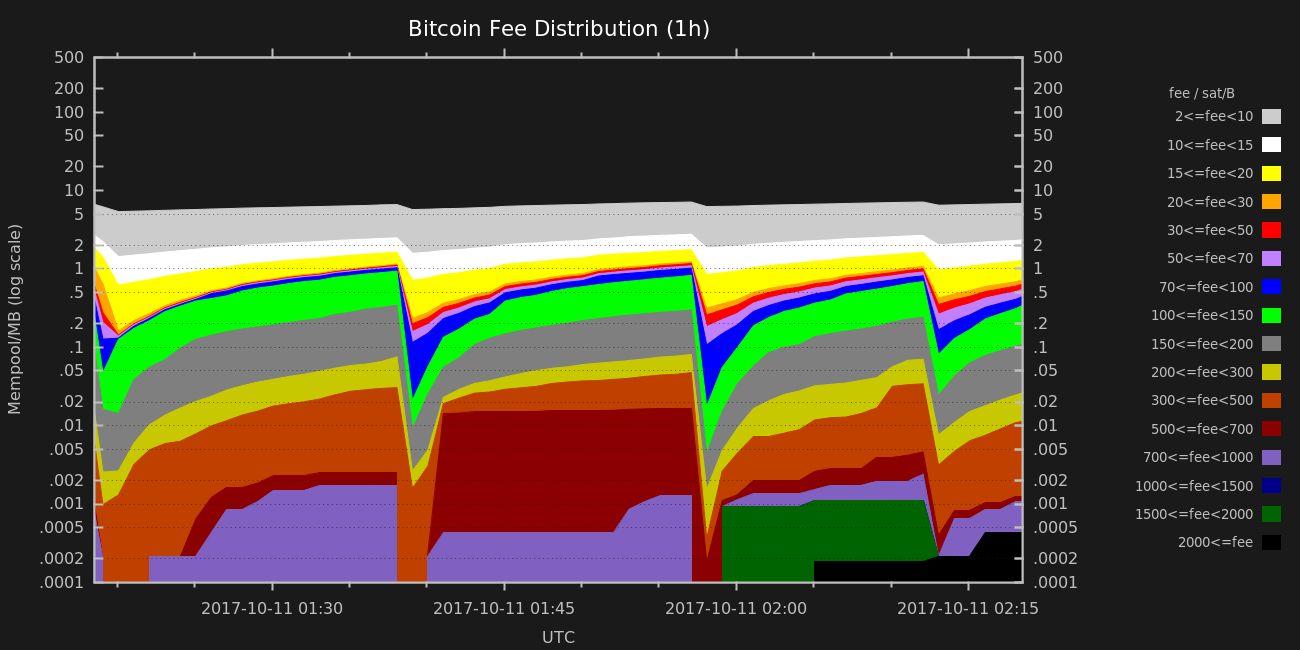 Bitcoin Fee Distribution (1h)
500 500
200 200
100 100
50 50
20 20
10 10
5 5
2 2
1 1
.5 .5
.2 .2
.1 .1
.05 .05
.02 .02
.01 .01
.005 .005
.002 .002
.001 .001
.0005 .0005
.0002 .0002
.0001 .0001
Mempool/MB (log scale)
2017-10-11 01:30 2017-10-11 01:45 2017-10-11 02:00 2017-10-11 02:15
UTC
fee / sat/B
2<=fee<10
10<=fee<15
15<=fee<20
20<=fee<30
30<=fee<50
50<=fee<70
70<=fee<100
100<=fee<150
150<=fee<200
200<=fee<300
300<=fee<500
500<=fee<700
700<=fee<1000
1000<=fee<1500
1500<=fee<2000
2000<=fee